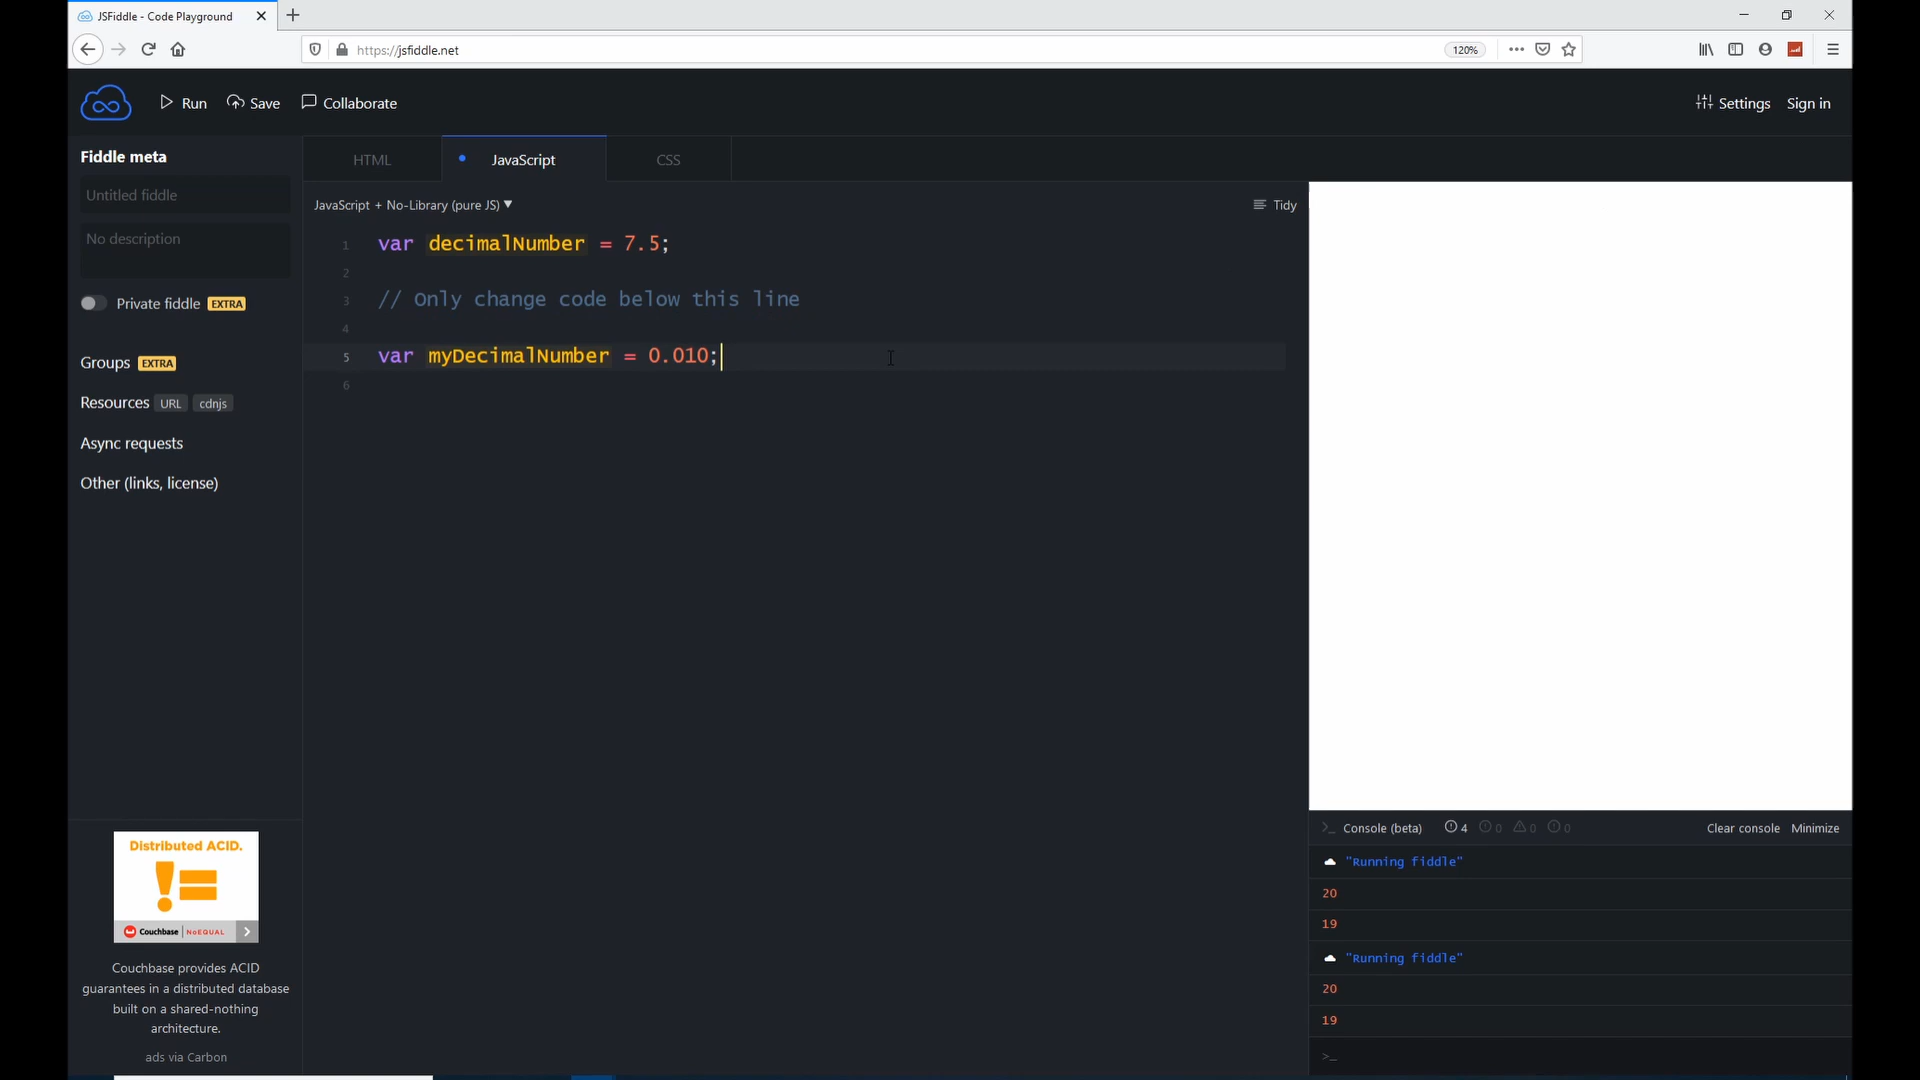 JSFiddle - Code Playground
https://jsfiddle.net
120%
Run
Save
Collaborate
Settings
Sign in
Fiddle meta
Untitled fiddle
No description
Private fiddle EXTRA
Groups EXTRA
Resources URL cdnjs
Async requests
Other (links, license)
HTML
JavaScript
CSS
JavaScript + No-Library (pure JS) ▼
Tidy
1 var decimalNumber = 7.5;
2
3 // Only change code below this line
4
5 var myDecimalNumber = 0.010;
6
Distributed ACID.
!=
Couchbase | NoEQUAL
Couchbase provides ACID
guarantees in a distributed database
built on a shared-nothing
architecture.
ads via Carbon
>_ Console (beta) 4 0 0 0 Clear console Minimize
"Running fiddle"
20
19
"Running fiddle"
20
19
>_